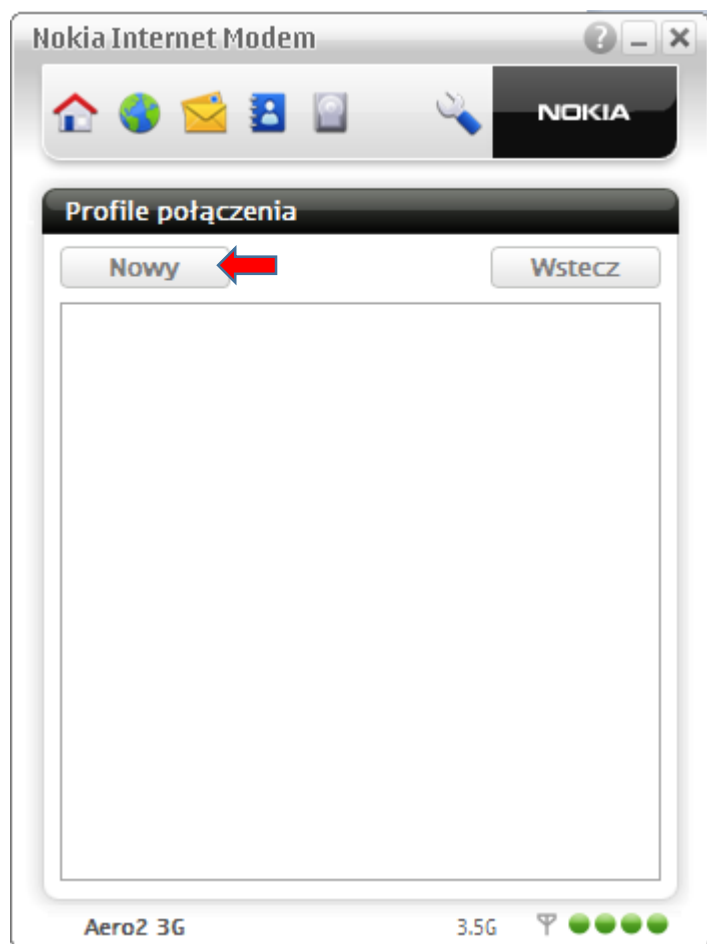 Nokia Internet Modem
NOKIA
Profile połączenia
Nowy
Wstecz
Aero2 3G
3.5G